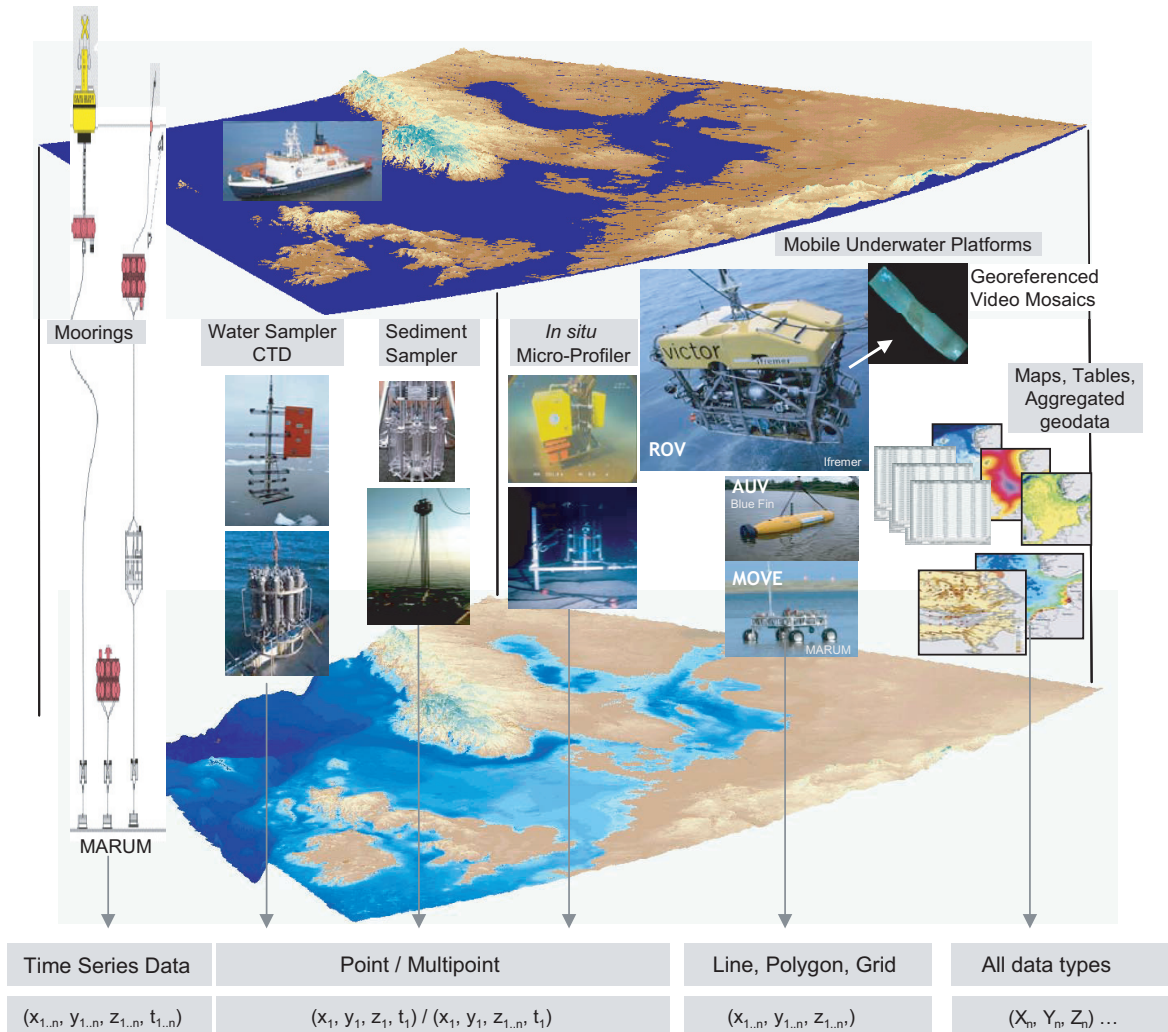 DATA BUOY
Mobile Underwater Platforms
Georeferenced
Video Mosaics
Moorings
Water Sampler
CTD
Sediment
Sampler
In situ
Micro-Profiler
victor
Ifremer
ROV
Ifremer
Maps, Tables,
Aggregated
geodata
AUV
Blue Fin
MOVE
MARUM
MARUM
Time Series Data
Point / Multipoint
Line, Polygon, Grid
All data types
(x₁..ₙ, y₁..ₙ, z₁..ₙ, t₁..ₙ)
(x₁, y₁, z₁, t₁) / (x₁, y₁, z₁..ₙ, t₁)
(x₁..ₙ, y₁..ₙ, z₁..ₙ,)
(Xₙ, Yₙ, Zₙ) ...